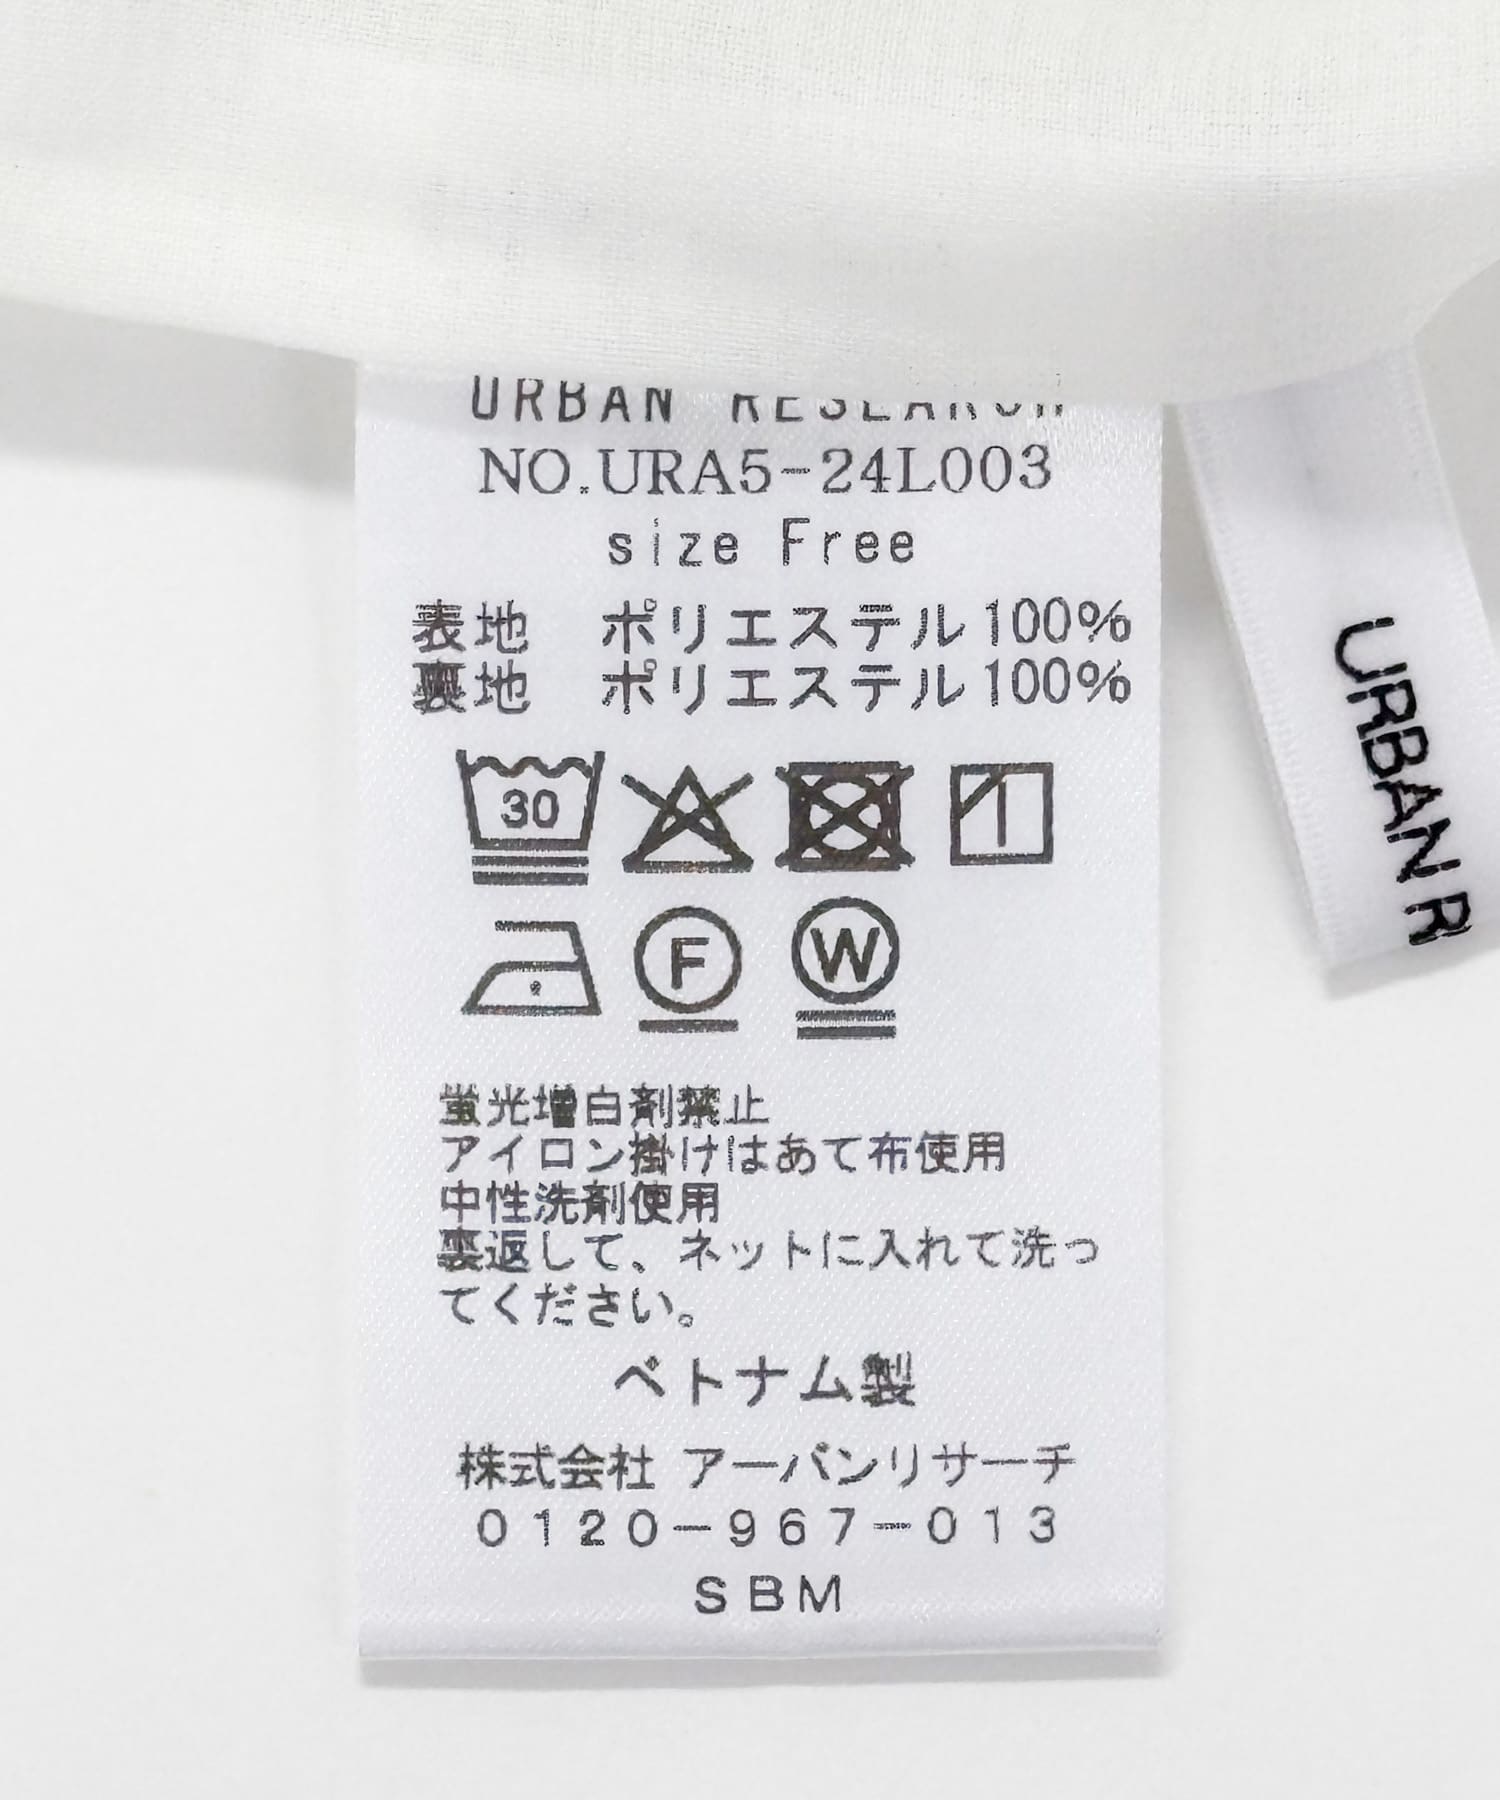 URBAN RESEARCH
NO.URA5-24L003
size Free
表地 ポリエステル100%
裏地 ポリエステル100%
30
F
W
蛍光増白剤禁止
アイロン掛けはあて布使用
中性洗剤使用
裏返して、ネットに入れて洗っ
てください。
ベトナム製
株式会社 アーバンリサーチ
0120-967-013
SBM
URBAN R